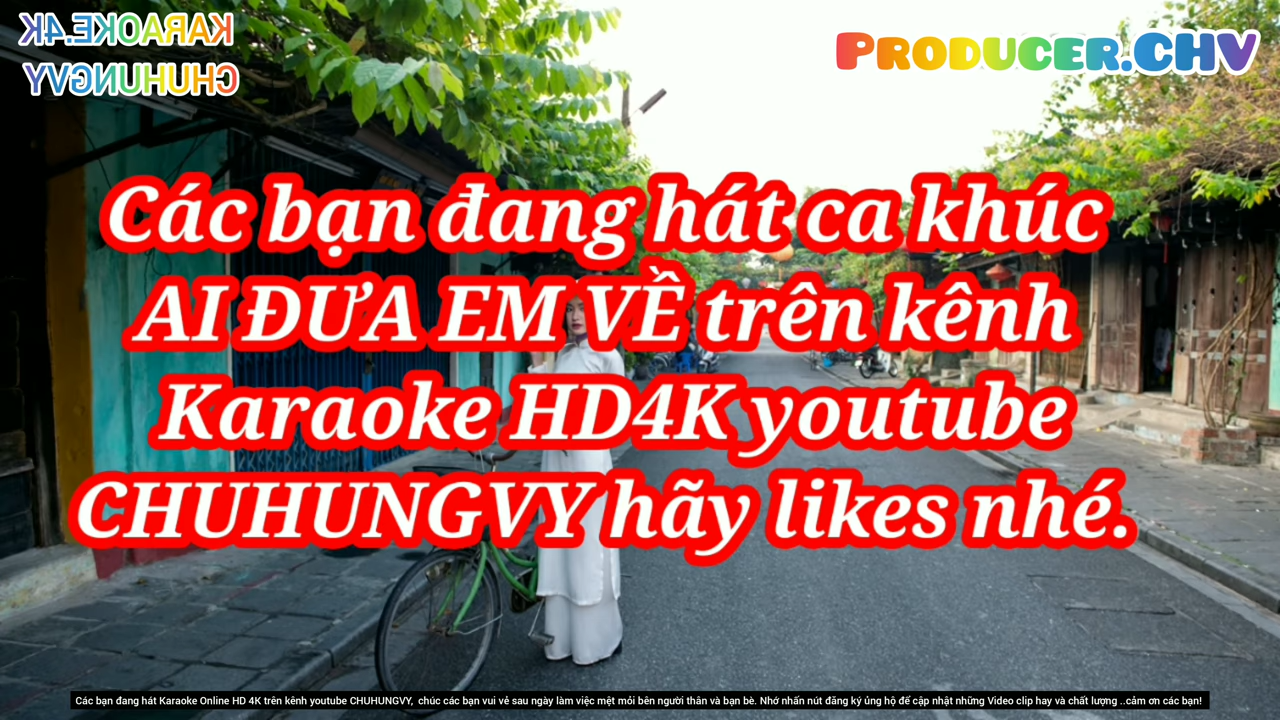 KARAOKE.4K
CHUHUNGVY
PRODUCER.CHV
Các bạn đang hát ca khúc
AI ĐƯA EM VỀ trên kênh
Karaoke HD4K youtube
CHUHUNGVY hãy likes nhé.
Các bạn đang hát Karaoke Online HD 4K trên kênh youtube CHUHUNGVY, chúc các bạn vui vẻ sau ngày làm việc mệt mỏi bên người thân và bạn bè. Nhớ nhấn nút đăng ký ủng hộ để cập nhật những Video clip hay và chất lượng ..cảm ơn các bạn!